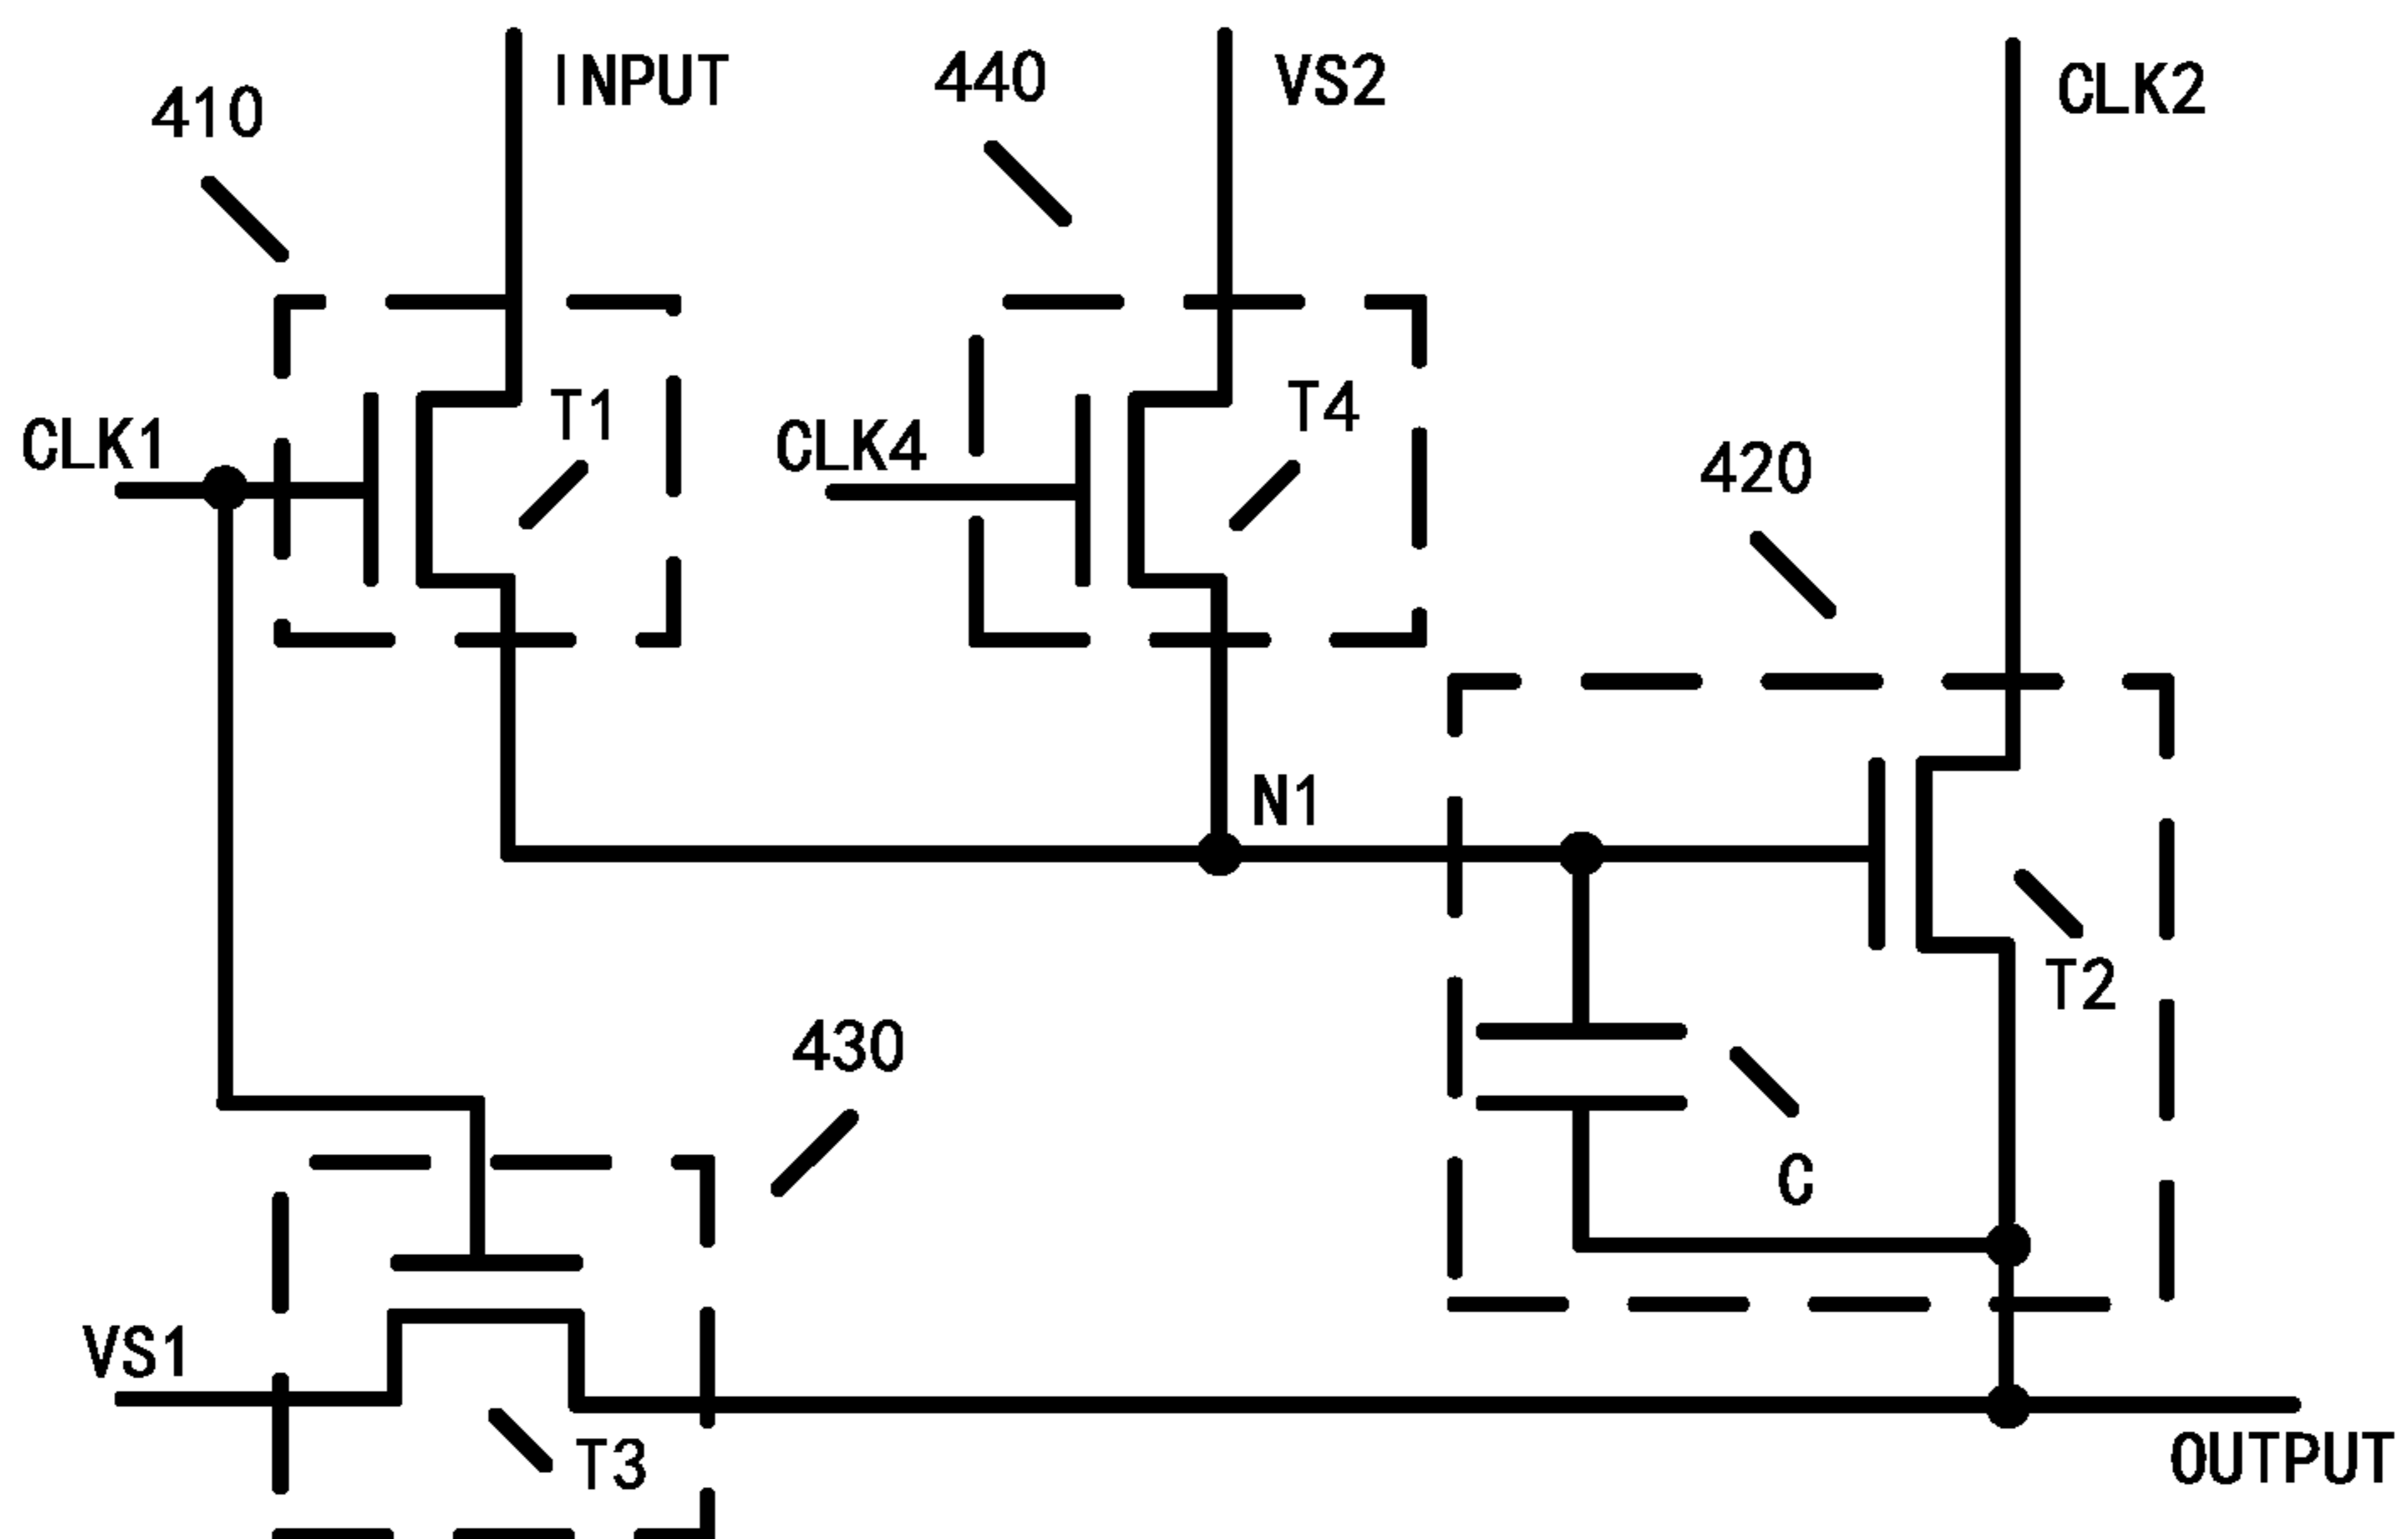 INPUT
440
VS2
CLK2
410
T1
T4
CLK1
CLK4
420
N1
T2
430
C
VS1
T3
OUTPUT